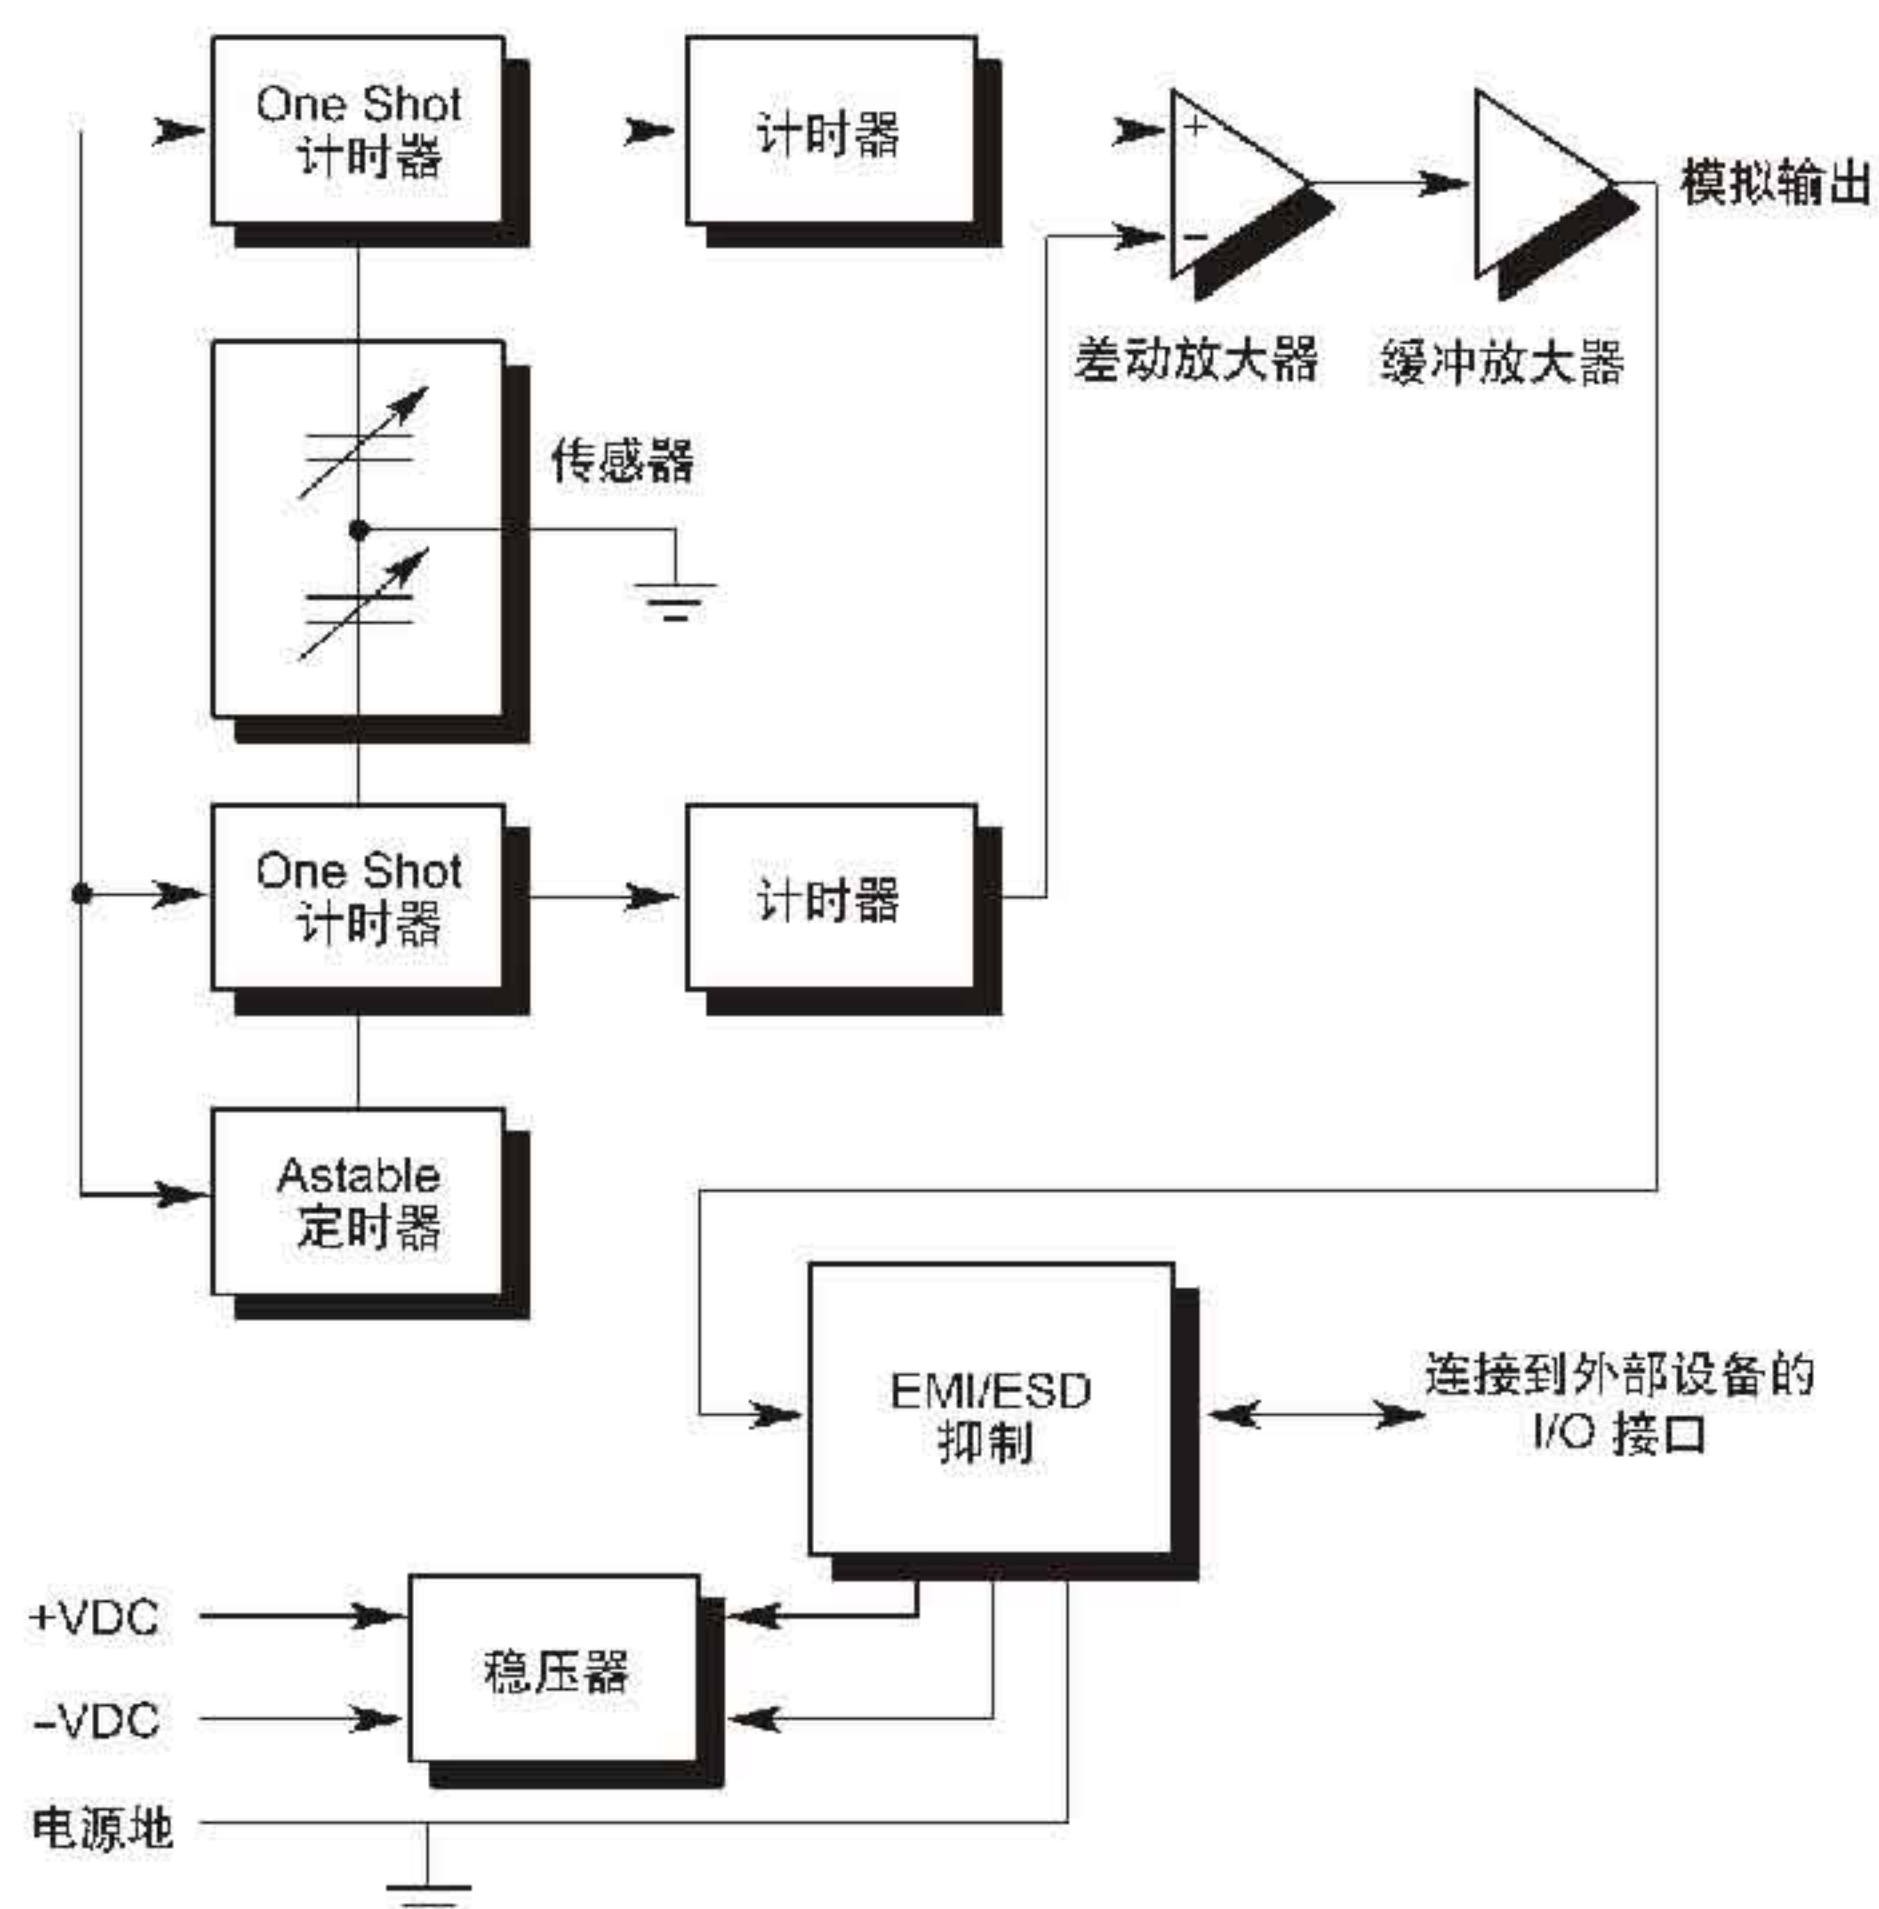 One Shot
计时器
计时器
+
−
模拟输出
差动放大器
缓冲放大器
传感器
One Shot
计时器
计时器
Astable
定时器
EMI/ESD
抑制
连接到外部设备的
I/O 接口
+VDC
稳压器
−VDC
电源地